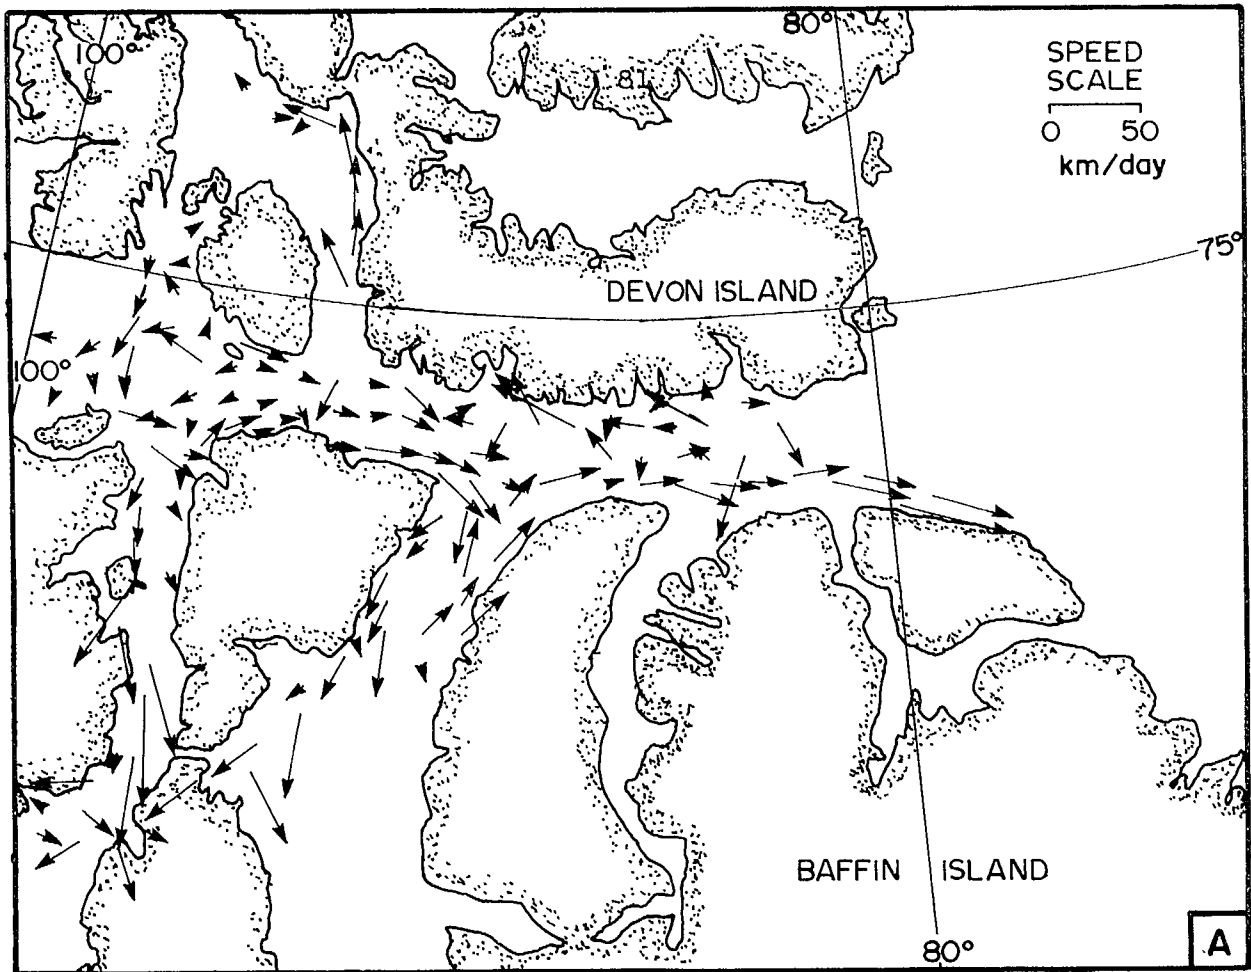 100°
80°
81
SPEED
SCALE
0 50
km/day
75°
DEVON ISLAND
100°
BAFFIN ISLAND
80°
A